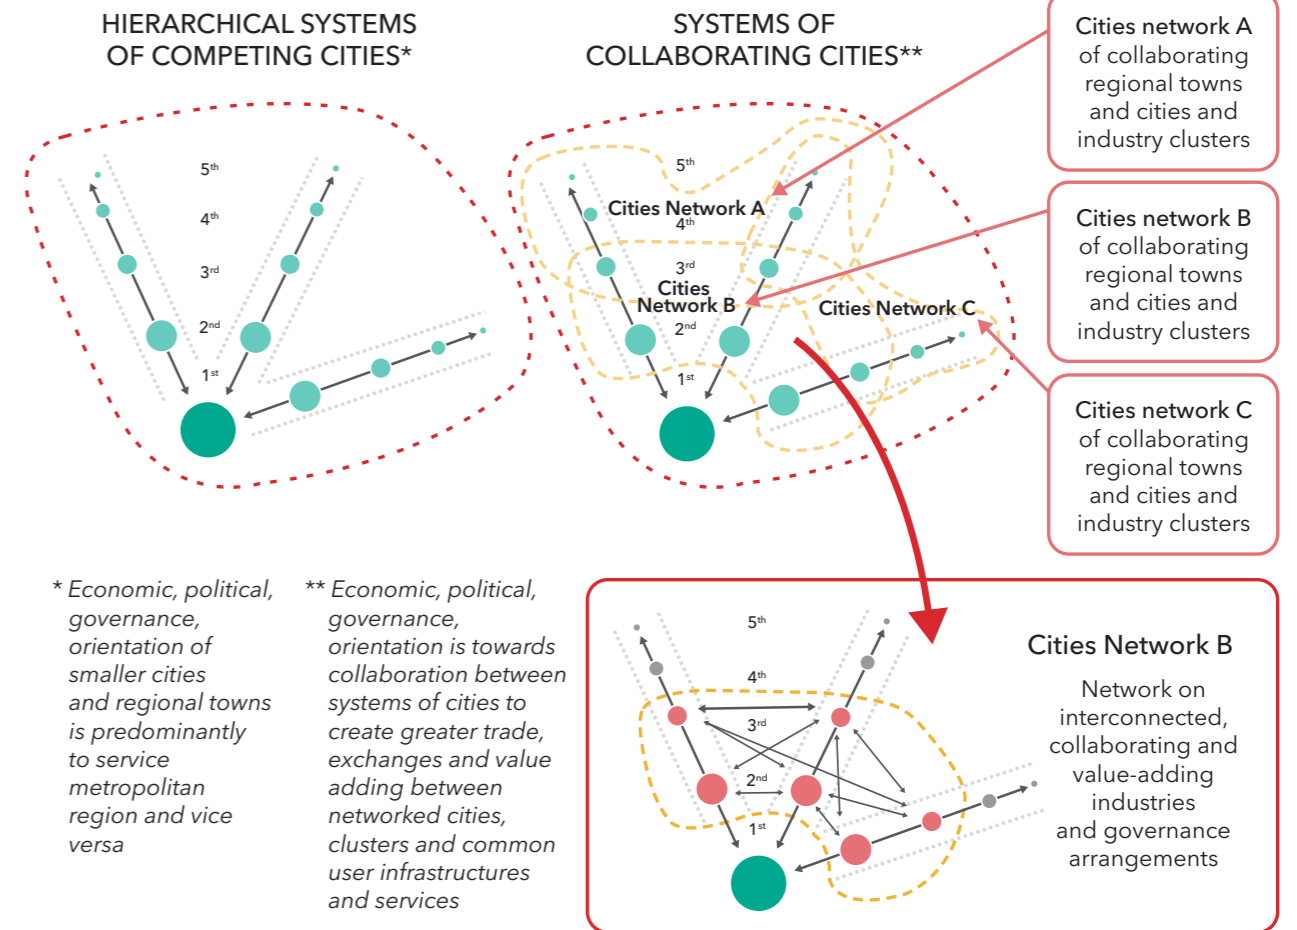 HIERARCHICAL SYSTEMS
OF COMPETING CITIES*
5th
4th
3rd
2nd
1st
SYSTEMS OF
COLLABORATING CITIES**
5th
Cities Network A
4th
3rd
Cities
Network B
2nd
1st
Cities Network C
Cities network A
of collaborating
regional towns
and cities and
industry clusters
Cities network B
of collaborating
regional towns
and cities and
industry clusters
Cities network C
of collaborating
regional towns
and cities and
industry clusters
* Economic, political,
governance,
orientation of
smaller cities
and regional towns
is predominantly
to service
metropolitan
region and vice
versa
** Economic, political,
governance,
orientation is towards
collaboration between
systems of cities to
create greater trade,
exchanges and value
adding between
networked cities,
clusters and common
user infrastructures
and services
5th
4th
3rd
2nd
1st
Cities Network B
Network on
interconnected,
collaborating and
value-adding
industries
and governance
arrangements